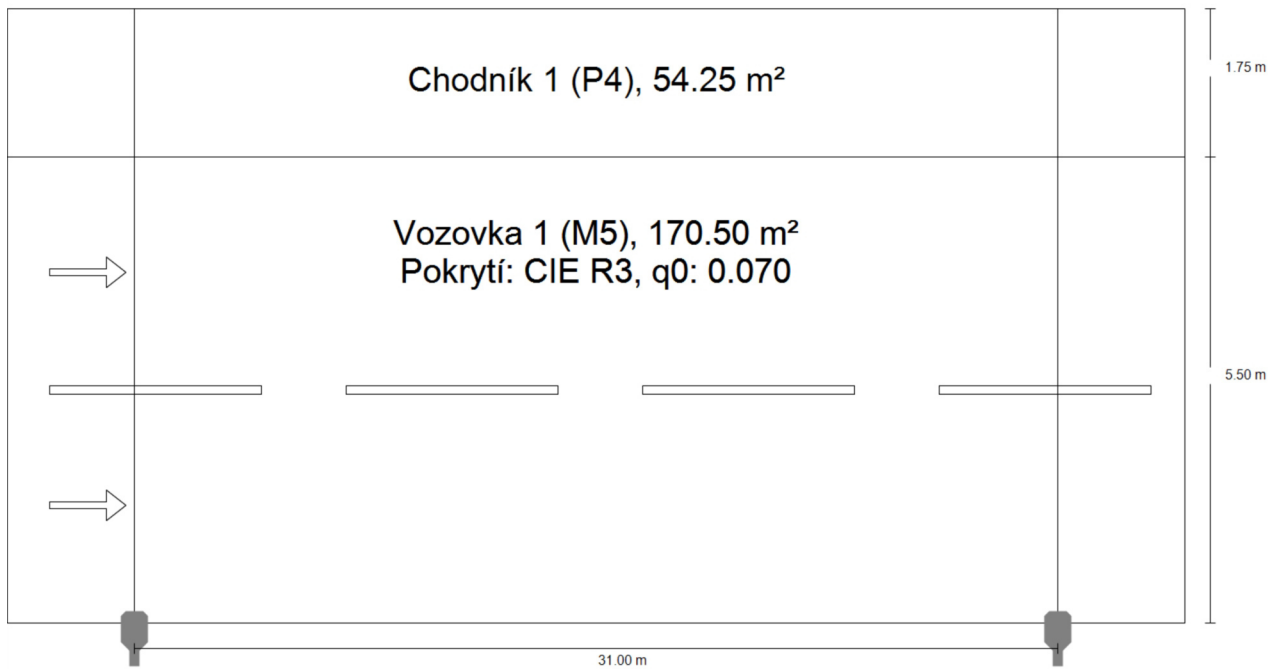 Chodník 1 (P4), 54.25 m²
1.75 m
Vozovka 1 (M5), 170.50 m²
Pokrytí: CIE R3, q0: 0.070
5.50 m
31.00 m